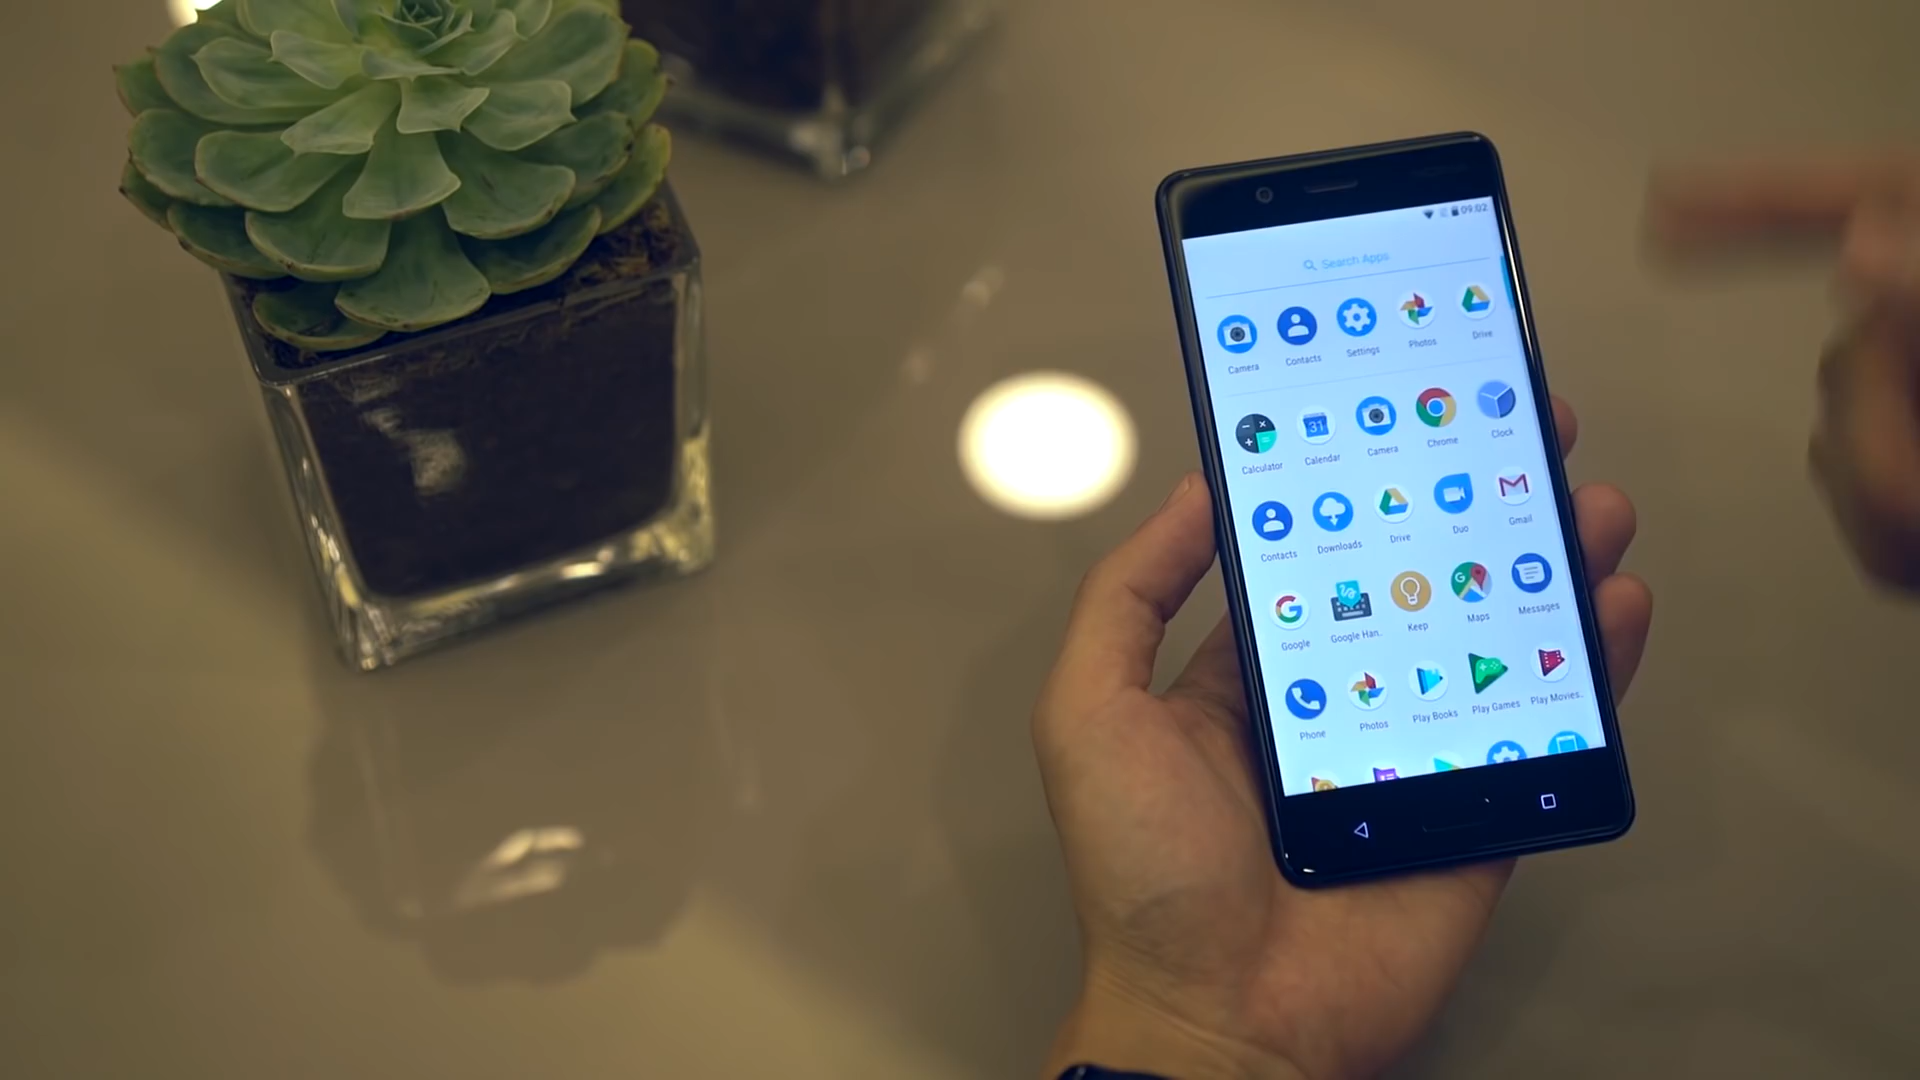 09:02
Search Apps
Camera Contacts Settings Photos Drive
31
Calculator Calendar Camera Chrome Clock
Contacts Downloads Drive Duo Gmail
Google Google Han.. Keep Maps Messages
Phone Photos Play Books Play Games Play Movies..